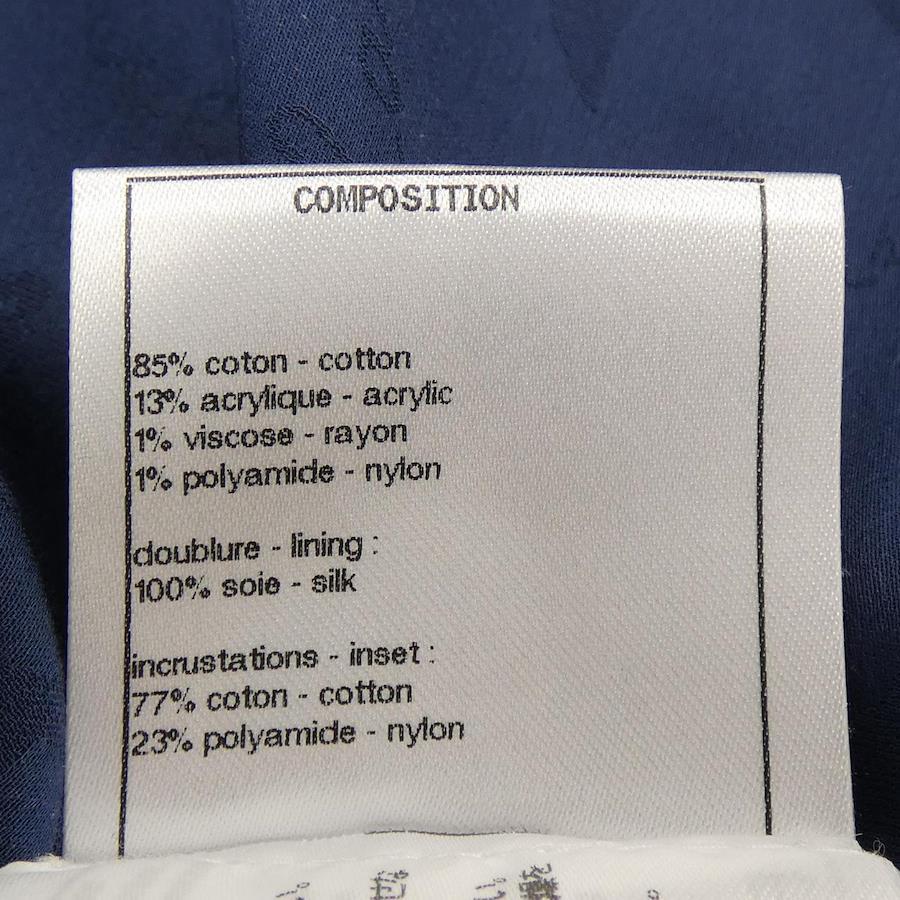 COMPOSITION
85% coton - cotton
13% acrylique - acrylic
1% viscose - rayon
1% polyamide - nylon
doublure - lining :
100% soie - silk
incrustations - inset :
77% coton - cotton
23% polyamide - nylon